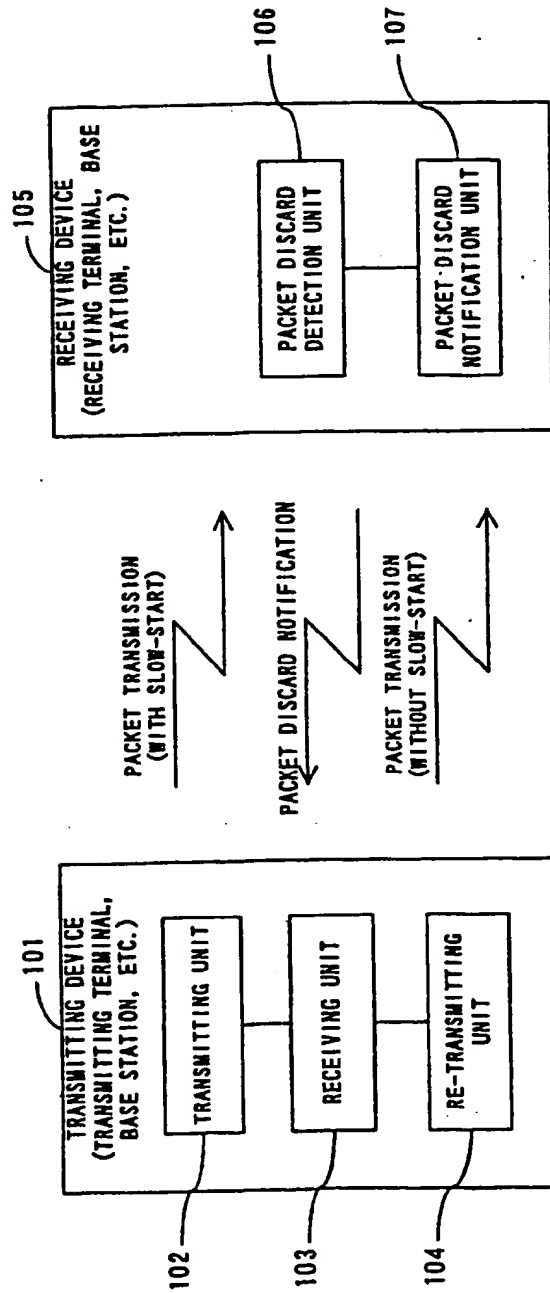 101
TRANSMITTING DEVICE
(TRANSMITTING TERMINAL,
BASE STATION, ETC.)
102
TRANSMITTING UNIT
103
RECEIVING UNIT
104
RE-TRANSMITTING
UNIT
PACKET TRANSMISSION
(WITH SLOW-START)
PACKET DISCARD NOTIFICATION
PACKET TRANSMISSION
(WITHOUT SLOW-START)
105
RECEIVING DEVICE
(RECEIVING TERMINAL, BASE
STATION, ETC.)
106
PACKET DISCARD
DETECTION UNIT
107
PACKET DISCARD
NOTIFICATION UNIT